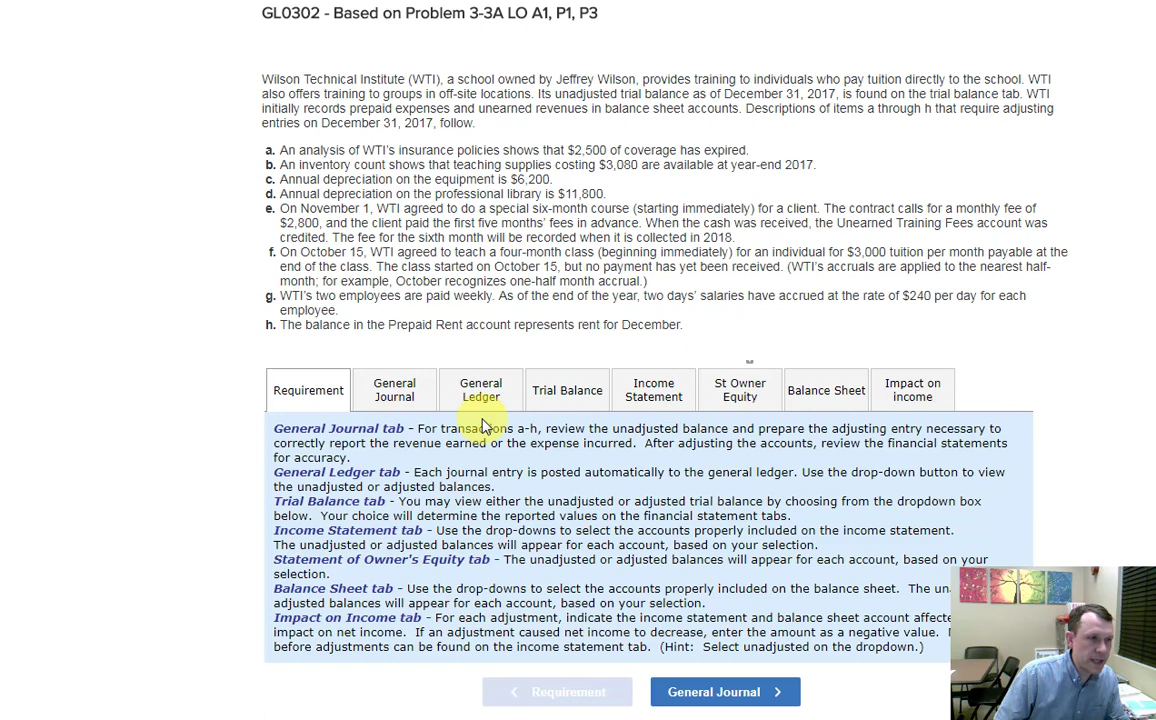 GL0302 - Based on Problem 3-3A LO A1, P1, P3
Wilson Technical Institute (WTI), a school owned by Jeffrey Wilson, provides training to individuals who pay tuition directly to the school. WTI
also offers training to groups in off-site locations. Its unadjusted trial balance as of December 31, 2017, is found on the trial balance tab. WTI
initially records prepaid expenses and unearned revenues in balance sheet accounts. Descriptions of items a through h that require adjusting
entries on December 31, 2017, follow.
a. An analysis of WTI's insurance policies shows that $2,500 of coverage has expired.
b. An inventory count shows that teaching supplies costing $3,080 are available at year-end 2017.
c. Annual depreciation on the equipment is $6,200.
d. Annual depreciation on the professional library is $11,800.
e. On November 1, WTI agreed to do a special six-month course (starting immediately) for a client. The contract calls for a monthly fee of
$2,800, and the client paid the first five months' fees in advance. When the cash was received, the Unearned Training Fees account was
credited. The fee for the sixth month will be recorded when it is collected in 2018.
f. On October 15, WTI agreed to teach a four-month class (beginning immediately) for an individual for $3,000 tuition per month payable at the
end of the class. The class started on October 15, but no payment has yet been received. (WTI's accruals are applied to the nearest half-
month; for example, October recognizes one-half month accrual.)
g. WTI's two employees are paid weekly. As of the end of the year, two days' salaries have accrued at the rate of $240 per day for each
employee.
h. The balance in the Prepaid Rent account represents rent for December.
Requirement
General Journal
General Ledger
Trial Balance
Income Statement
St Owner Equity
Balance Sheet
Impact on income
General Journal tab - For transactions a-h, review the unadjusted balance and prepare the adjusting entry necessary to
correctly report the revenue earned or the expense incurred. After adjusting the accounts, review the financial statements
for accuracy.
General Ledger tab - Each journal entry is posted automatically to the general ledger. Use the drop-down button to view
the unadjusted or adjusted balances.
Trial Balance tab - You may view either the unadjusted or adjusted trial balance by choosing from the dropdown box
below. Your choice will determine the reported values on the financial statement tabs.
Income Statement tab - Use the drop-downs to select the accounts properly included on the income statement.
The unadjusted or adjusted balances will appear for each account, based on your selection.
Statement of Owner's Equity tab - The unadjusted or adjusted balances will appear for each account, based on your
selection.
Balance Sheet tab - Use the drop-downs to select the accounts properly included on the balance sheet. The un
adjusted balances will appear for each account, based on your selection.
Impact on Income tab - For each adjustment, indicate the income statement and balance sheet account affecte
impact on net income. If an adjustment caused net income to decrease, enter the amount as a negative value.
before adjustments can be found on the income statement tab. (Hint: Select unadjusted on the dropdown.)
< Requirement
General Journal >